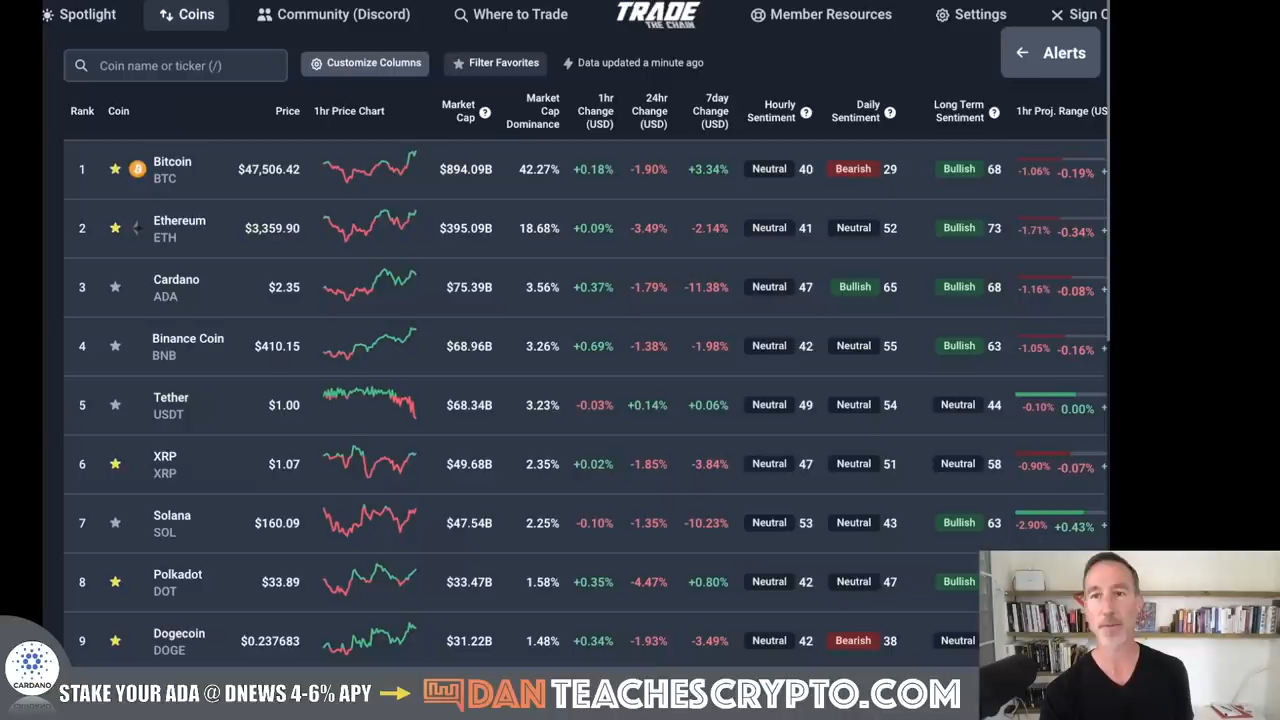 Spotlight
Coins
Community (Discord)
Where to Trade
TRADE
THE CHAIN
Member Resources
Settings
Sign
Coin name or ticker (/)
Customize Columns
Filter Favorites
Data updated a minute ago
Alerts
Rank Coin Price 1hr Price Chart Market Cap ? Market Cap Dominance 1hr Change (USD) 24hr Change (USD) 7day Change (USD) Hourly Sentiment ? Daily Sentiment ? Long Term Sentiment ? 1hr Proj. Range (US
1 Bitcoin BTC $47,506.42 $894.09B 42.27% +0.18% -1.90% +3.34% Neutral 40 Bearish 29 Bullish 68 -1.06% -0.19% +
2 Ethereum ETH $3,359.90 $395.09B 18.68% +0.09% -3.49% -2.14% Neutral 41 Neutral 52 Bullish 73 -1.71% -0.34% +
3 Cardano ADA $2.35 $75.39B 3.56% +0.37% -1.79% -11.38% Neutral 47 Bullish 65 Bullish 68 -1.16% -0.08% +
4 Binance Coin BNB $410.15 $68.96B 3.26% +0.69% -1.38% -1.98% Neutral 42 Neutral 55 Bullish 63 -1.05% -0.16% +
5 Tether USDT $1.00 $68.34B 3.23% -0.03% +0.14% +0.06% Neutral 49 Neutral 54 Neutral 44 -0.10% 0.00% +
6 XRP XRP $1.07 $49.68B 2.35% +0.02% -1.85% -3.84% Neutral 47 Neutral 51 Neutral 58 -0.90% -0.07% +
7 Solana SOL $160.09 $47.54B 2.25% -0.10% -1.35% -10.23% Neutral 53 Neutral 43 Bullish 63 -2.90% +0.43% +
8 Polkadot DOT $33.89 $33.47B 1.58% +0.35% -4.47% +0.80% Neutral 42 Neutral 47 Bullish
9 Dogecoin DOGE $0.237683 $31.22B 1.48% +0.34% -1.93% -3.49% Neutral 42 Bearish 38 Neutral
CARDANO
STAKE YOUR ADA @ DNEWS 4-6% APY
DANTEACHESCRYPTO.COM